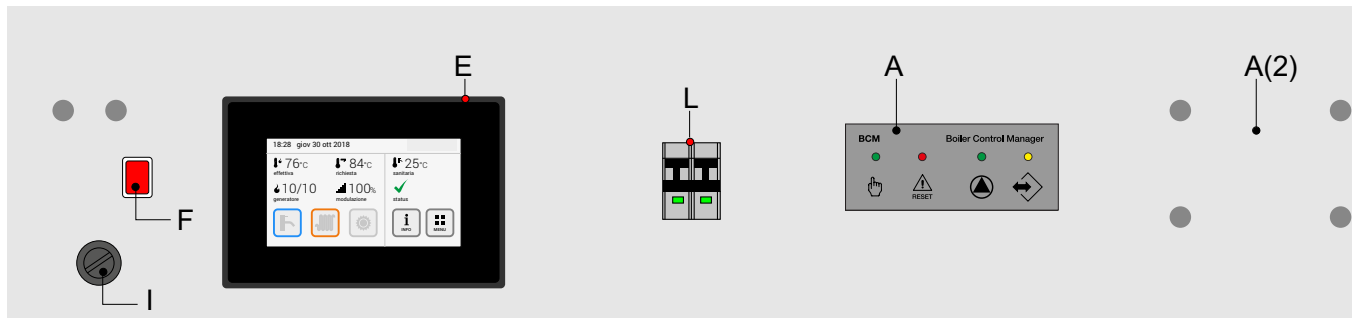 E
A
A(2)
L
F
I
18:28 giov 30 ott 2018
76°C
effettiva
84°C
richiesta
25°C
sanitaria
10/10
generatore
100%
modulazione
status
i
INFO
MENU
BCM Boiler Control Manager
RESET